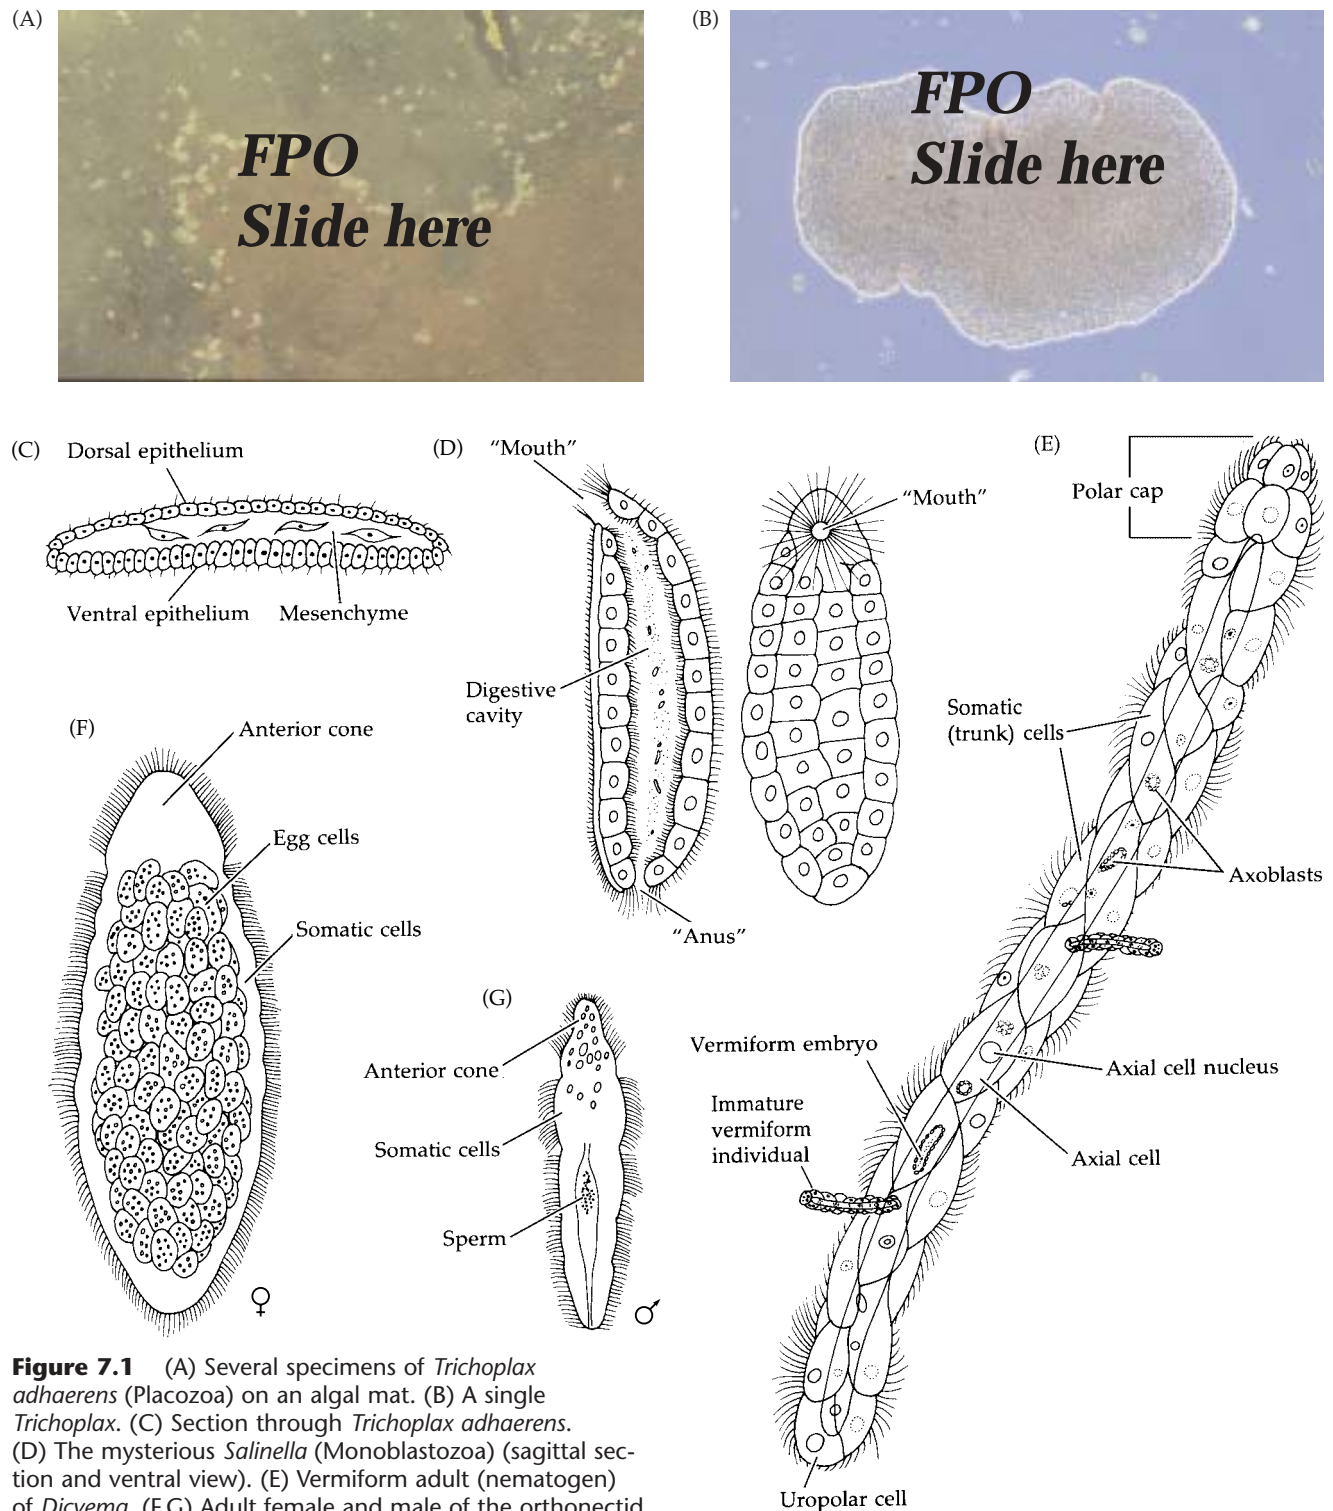 (A)
FPO
Slide here
(B)
FPO
Slide here
(C)
Dorsal epithelium
Ventral epithelium
Mesenchyme
(D)
"Mouth"
"Mouth"
Digestive
cavity
"Anus"
(E)
Polar cap
Somatic
(trunk) cells
Axoblasts
Vermiform embryo
Axial cell nucleus
Immature
vermiform
individual
Axial cell
Uropolar cell
(F)
Anterior cone
Egg cells
Somatic cells
♀
(G)
Anterior cone
Somatic cells
Sperm
♂
Figure 7.1 (A) Several specimens of Trichoplax
adhaerens (Placozoa) on an algal mat. (B) A single
Trichoplax. (C) Section through Trichoplax adhaerens.
(D) The mysterious Salinella (Monoblastozoa) (sagittal sec-
tion and ventral view). (E) Vermiform adult (nematogen)
of Dicyema. (F,G) Adult female and male of the orthonectid